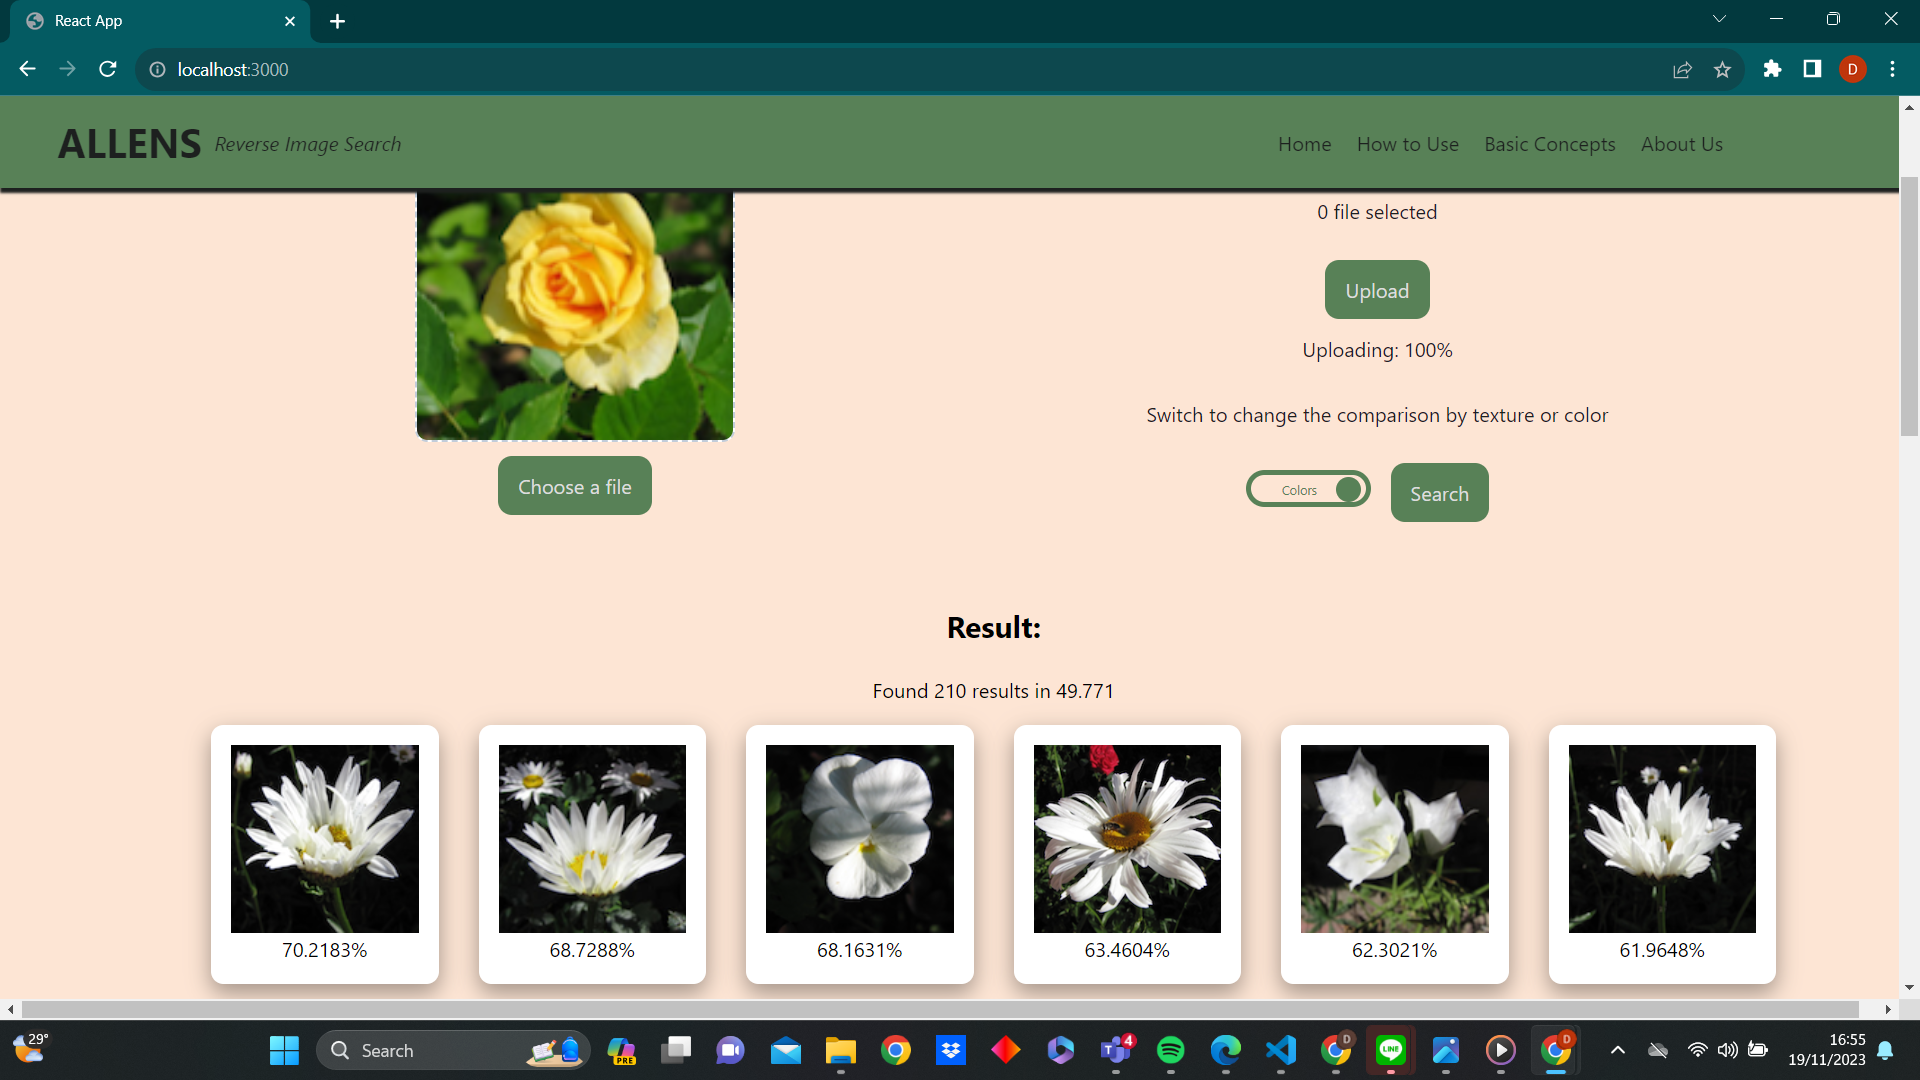 React App
localhost:3000
D
ALLENS Reverse Image Search
Home How to Use Basic Concepts About Us
0 file selected
Upload
Uploading: 100%
Switch to change the comparison by texture or color
Choose a file
Colors
Search
Result:
Found 210 results in 49.771
70.2183%
68.7288%
68.1631%
63.4604%
62.3021%
61.9648%
29°
Search
PRE
4
D
LINE
D
16:55
19/11/2023